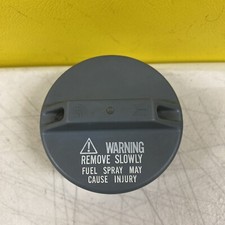 WARNING
REMOVE SLOWLY
FUEL SPRAY MAY
CAUSE INJURY